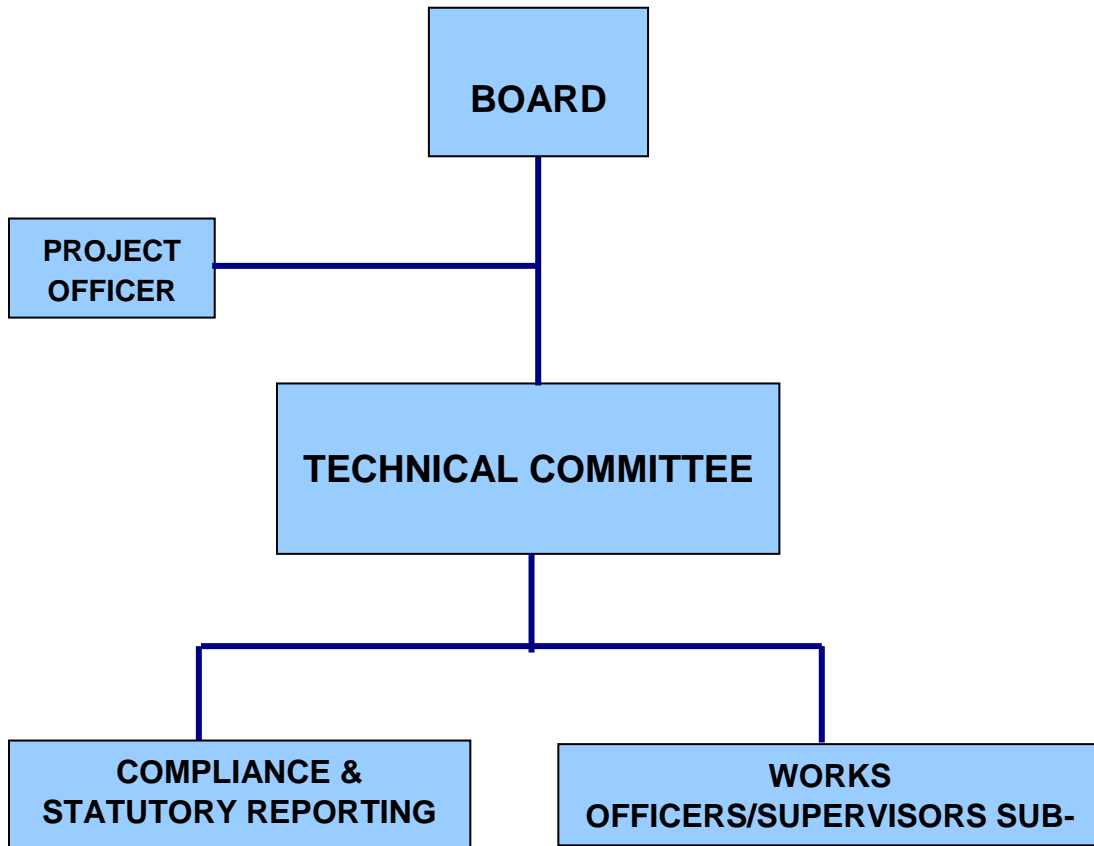 BOARD
PROJECT
OFFICER
TECHNICAL COMMITTEE
COMPLIANCE &
STATUTORY REPORTING
WORKS
OFFICERS/SUPERVISORS SUB-